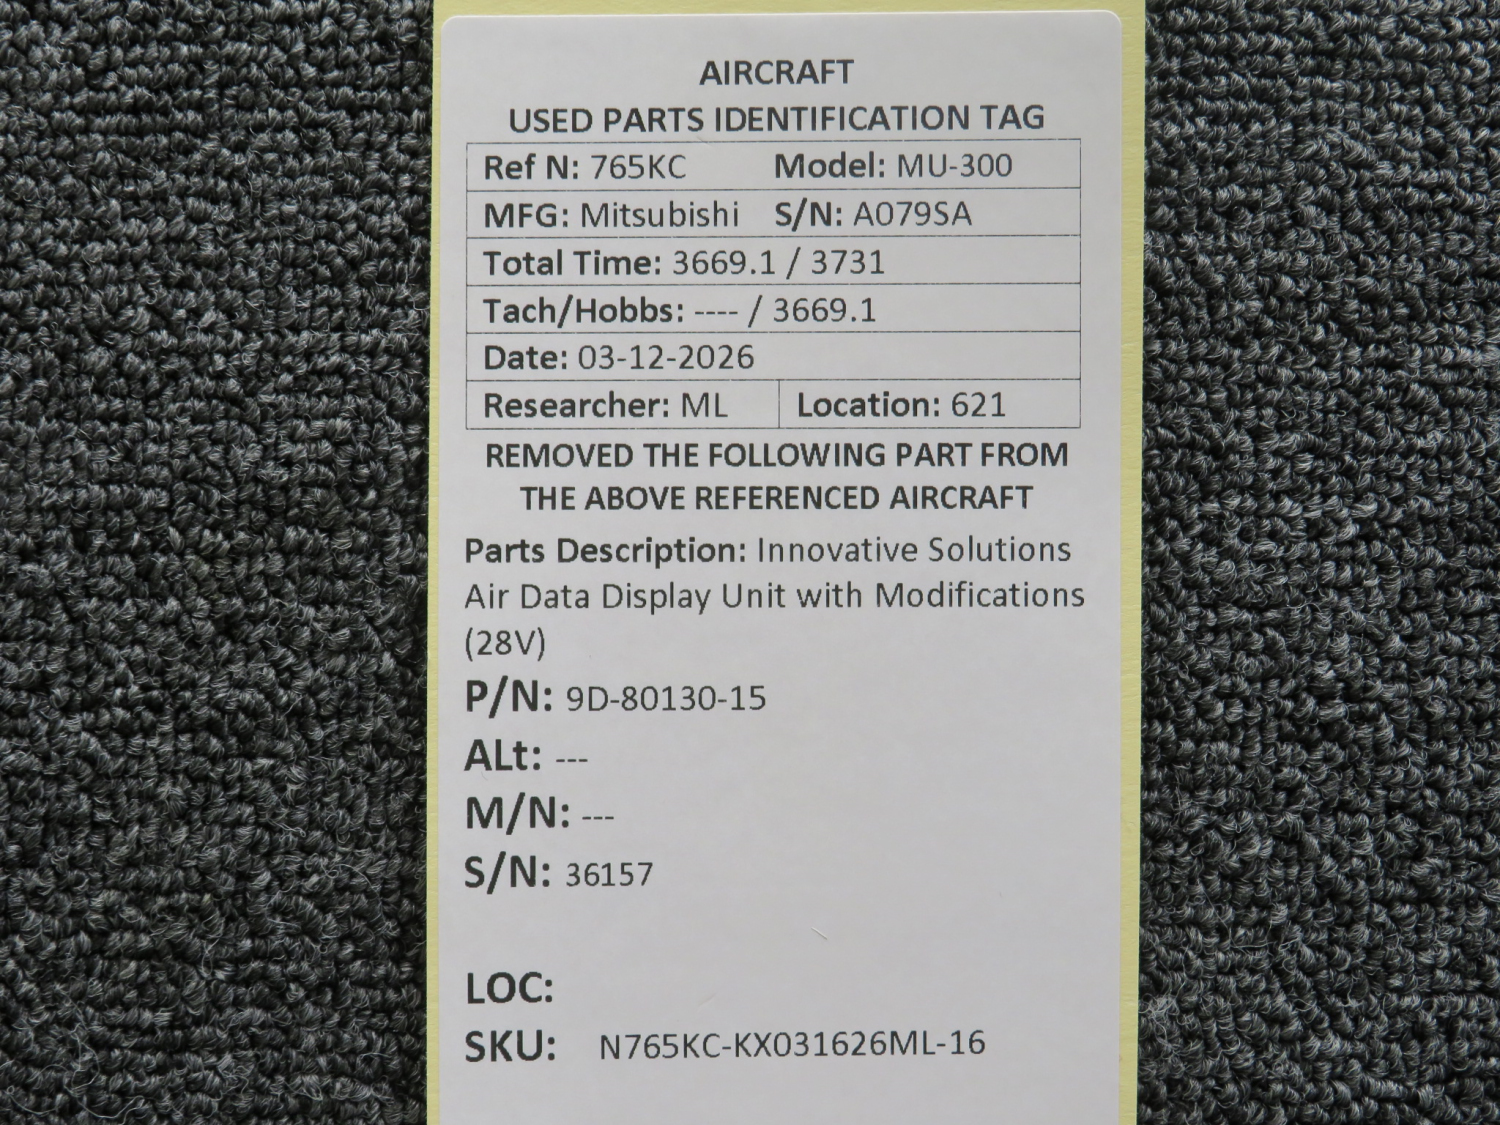 AIRCRAFT
USED PARTS IDENTIFICATION TAG
Ref N: 765KC Model: MU-300
MFG: Mitsubishi S/N: A079SA
Total Time: 3669.1 / 3731
Tach/Hobbs: ---- / 3669.1
Date: 03-12-2026
Researcher: ML Location: 621
REMOVED THE FOLLOWING PART FROM
THE ABOVE REFERENCED AIRCRAFT
Parts Description: Innovative Solutions
Air Data Display Unit with Modifications
(28V)
P/N: 9D-80130-15
ALt: ---
M/N: ---
S/N: 36157
LOC:
SKU: N765KC-KX031626ML-16